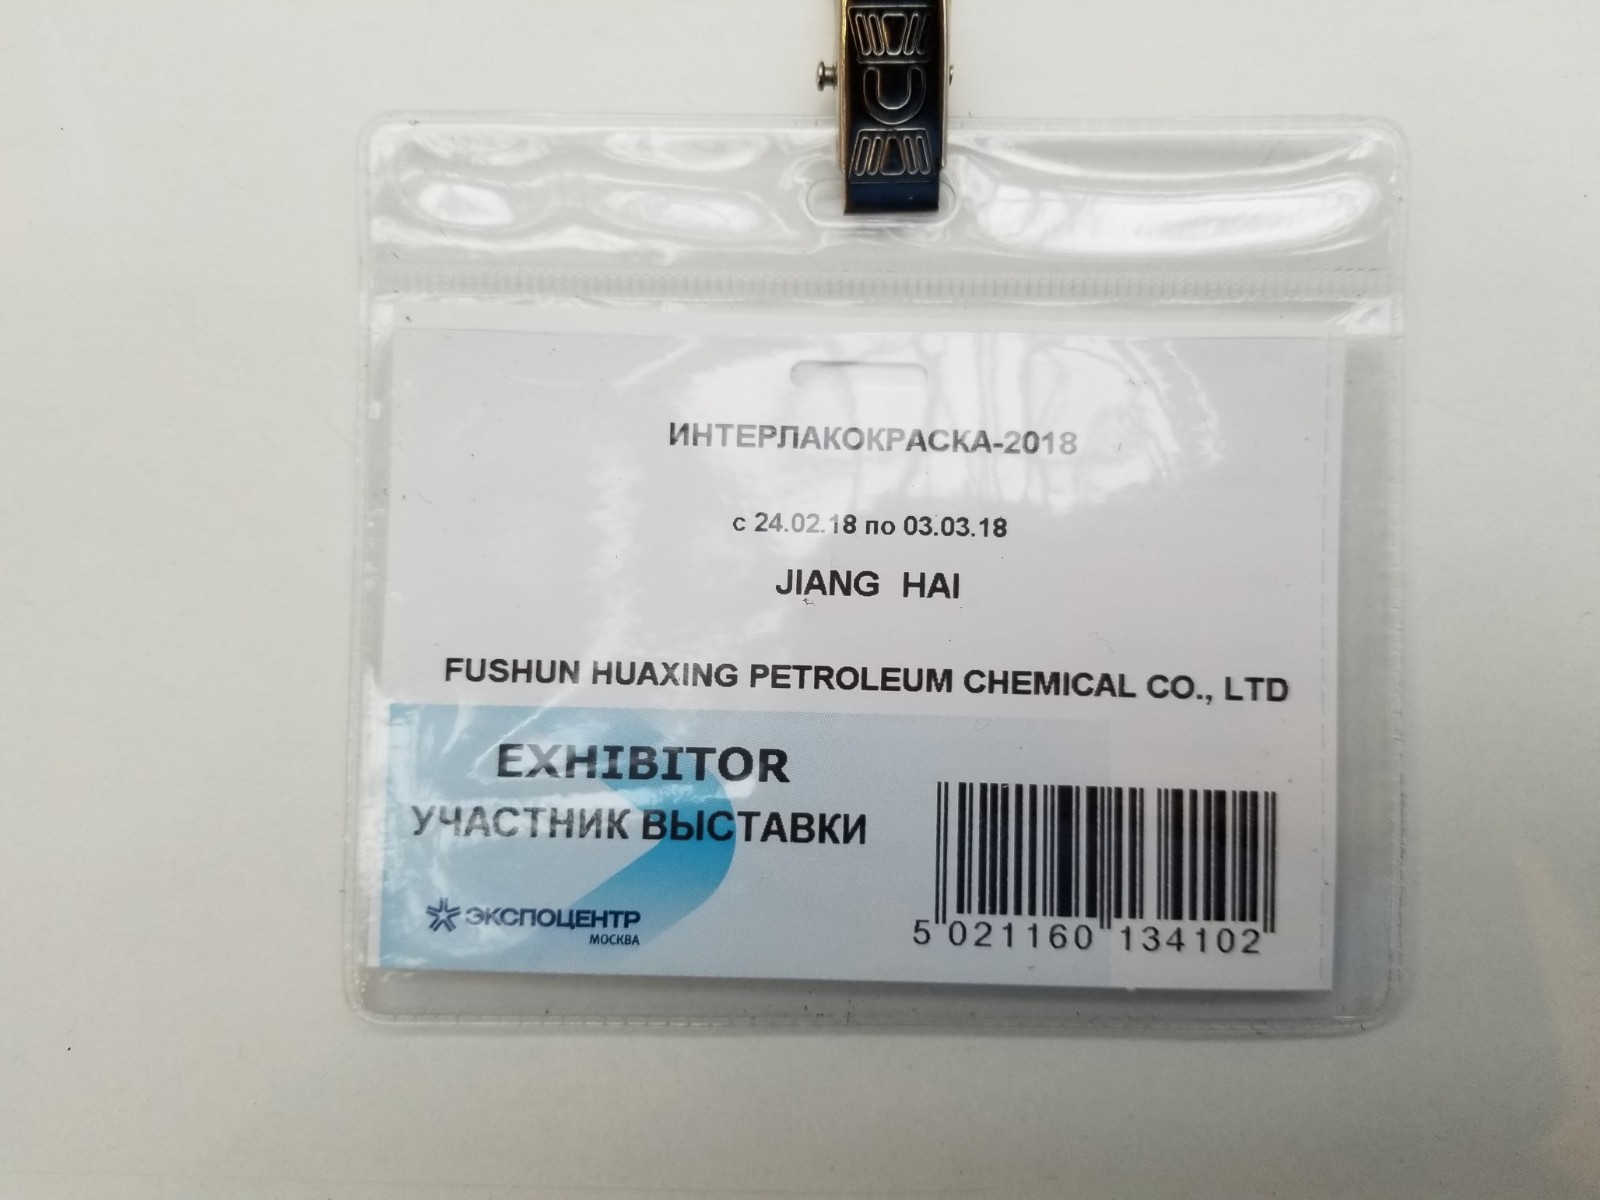 ИНТЕРЛАКОКРАСКА-2018
с 24.02.18 по 03.03.18
JIANG HAI
FUSHUN HUAXING PETROLEUM CHEMICAL CO., LTD
EXHIBITOR
УЧАСТНИК ВЫСТАВКИ
ЭКСПОЦЕНТР
МОСКВА
5 021160 134102